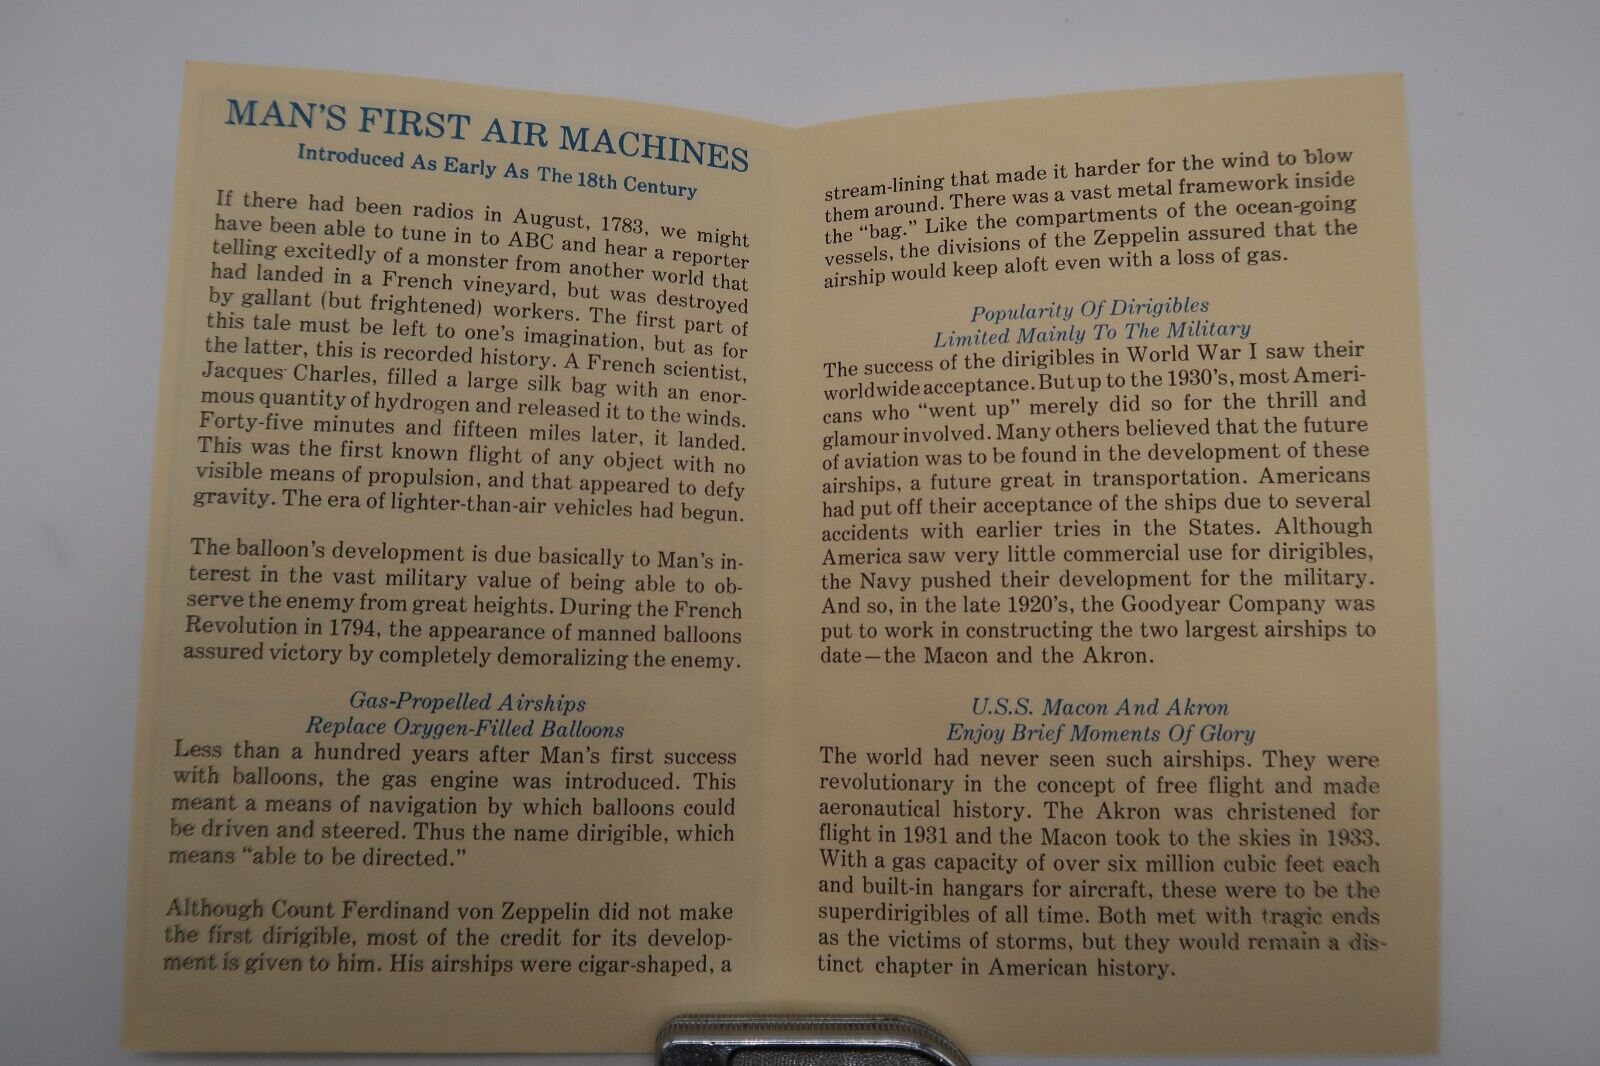 MAN'S FIRST AIR MACHINES
Introduced As Early As The 18th Century
If there had been radios in August, 1783, we might
have been able to tune in to ABC and hear a reporter
telling excitedly of a monster from another world that
had landed in a French vineyard, but was destroyed
by gallant (but frightened) workers. The first part of
this tale must be left to one's imagination, but as for
the latter, this is recorded history. A French scientist,
Jacques Charles, filled a large silk bag with an enor-
mous quantity of hydrogen and released it to the winds.
Forty-five minutes and fifteen miles later, it landed.
This was the first known flight of any object with no
visible means of propulsion, and that appeared to defy
gravity. The era of lighter-than-air vehicles had begun.
The balloon's development is due basically to Man's in-
terest in the vast military value of being able to ob-
serve the enemy from great heights. During the French
Revolution in 1794, the appearance of manned balloons
assured victory by completely demoralizing the enemy.
Gas-Propelled Airships
Replace Oxygen-Filled Balloons
Less than a hundred years after Man's first success
with balloons, the gas engine was introduced. This
meant a means of navigation by which balloons could
be driven and steered. Thus the name dirigible, which
means "able to be directed."
Although Count Ferdinand von Zeppelin did not make
the first dirigible, most of the credit for its develop-
ment is given to him. His airships were cigar-shaped, a
stream-lining that made it harder for the wind to blow
them around. There was a vast metal framework inside
the "bag." Like the compartments of the ocean-going
vessels, the divisions of the Zeppelin assured that the
airship would keep aloft even with a loss of gas.
Popularity Of Dirigibles
Limited Mainly To The Military
The success of the dirigibles in World War I saw their
worldwide acceptance. But up to the 1930's, most Ameri-
cans who "went up" merely did so for the thrill and
glamour involved. Many others believed that the future
of aviation was to be found in the development of these
airships, a future great in transportation. Americans
had put off their acceptance of the ships due to several
accidents with earlier tries in the States. Although
America saw very little commercial use for dirigibles,
the Navy pushed their development for the military.
And so, in the late 1920's, the Goodyear Company was
put to work in constructing the two largest airships to
date—the Macon and the Akron.
U.S.S. Macon And Akron
Enjoy Brief Moments Of Glory
The world had never seen such airships. They were
revolutionary in the concept of free flight and made
aeronautical history. The Akron was christened for
flight in 1931 and the Macon took to the skies in 1933.
With a gas capacity of over six million cubic feet each
and built-in hangars for aircraft, these were to be the
superdirigibles of all time. Both met with tragic ends
as the victims of storms, but they would remain a dis-
tinct chapter in American history.